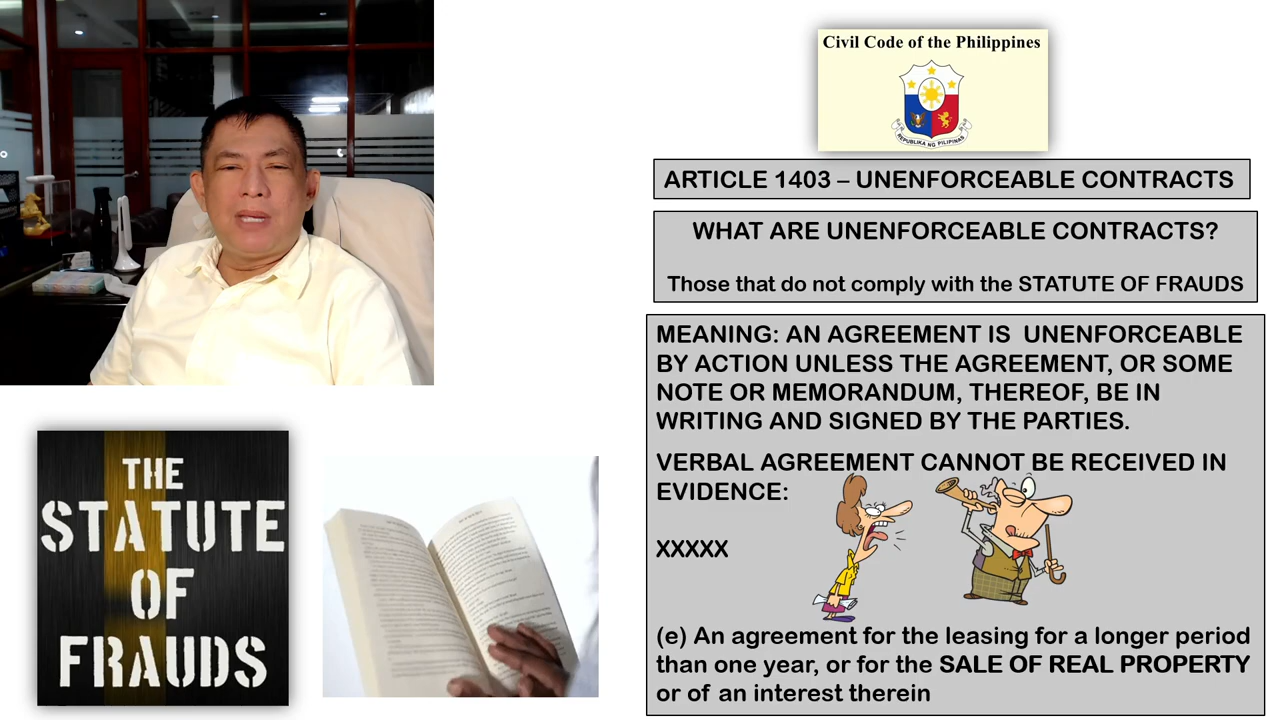 Civil Code of the Philippines
REPUBLIKA NG PILIPINAS
ARTICLE 1403 – UNENFORCEABLE CONTRACTS
WHAT ARE UNENFORCEABLE CONTRACTS?
Those that do not comply with the STATUTE OF FRAUDS
MEANING: AN AGREEMENT IS UNENFORCEABLE
BY ACTION UNLESS THE AGREEMENT, OR SOME
NOTE OR MEMORANDUM, THEREOF, BE IN
WRITING AND SIGNED BY THE PARTIES.
VERBAL AGREEMENT CANNOT BE RECEIVED IN
EVIDENCE:
XXXXX
(e) An agreement for the leasing for a longer period
than one year, or for the SALE OF REAL PROPERTY
or of an interest therein
THE
STATUTE
OF
FRAUDS